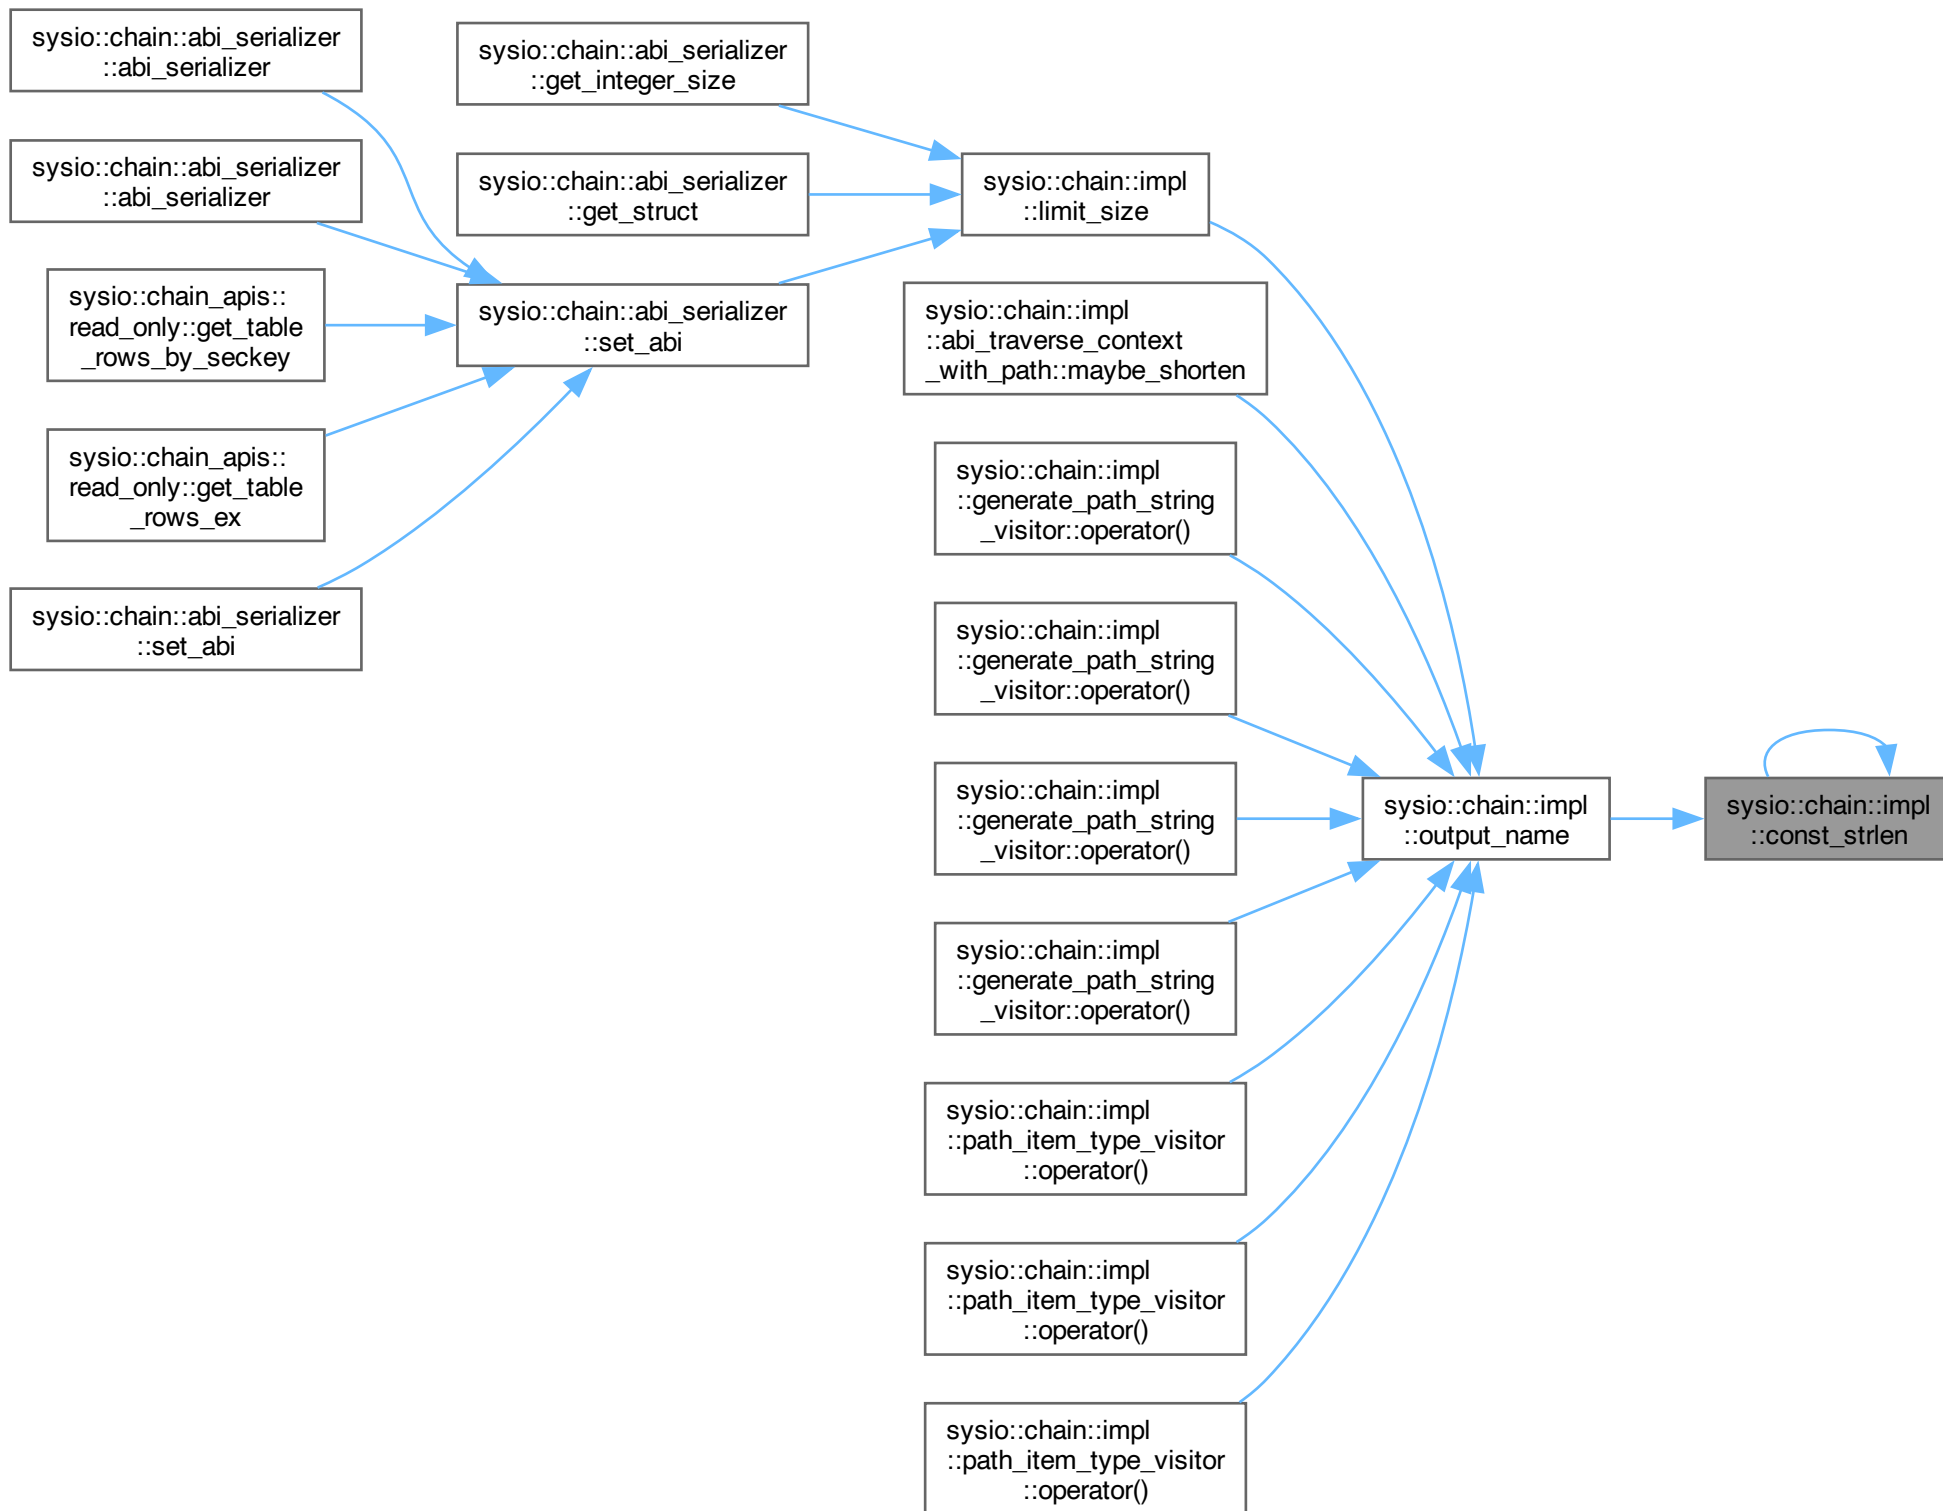 sysio::chain::abi_serializer
::abi_serializer
sysio::chain::abi_serializer
::abi_serializer
sysio::chain_apis::
read_only::get_table
_rows_by_seckey
sysio::chain_apis::
read_only::get_table
_rows_ex
sysio::chain::abi_serializer
::set_abi
sysio::chain::abi_serializer
::get_integer_size
sysio::chain::abi_serializer
::get_struct
sysio::chain::abi_serializer
::set_abi
sysio::chain::impl
::limit_size
sysio::chain::impl
::abi_traverse_context
_with_path::maybe_shorten
sysio::chain::impl
::generate_path_string
_visitor::operator()
sysio::chain::impl
::generate_path_string
_visitor::operator()
sysio::chain::impl
::generate_path_string
_visitor::operator()
sysio::chain::impl
::generate_path_string
_visitor::operator()
sysio::chain::impl
::path_item_type_visitor
::operator()
sysio::chain::impl
::path_item_type_visitor
::operator()
sysio::chain::impl
::path_item_type_visitor
::operator()
sysio::chain::impl
::output_name
sysio::chain::impl
::const_strlen